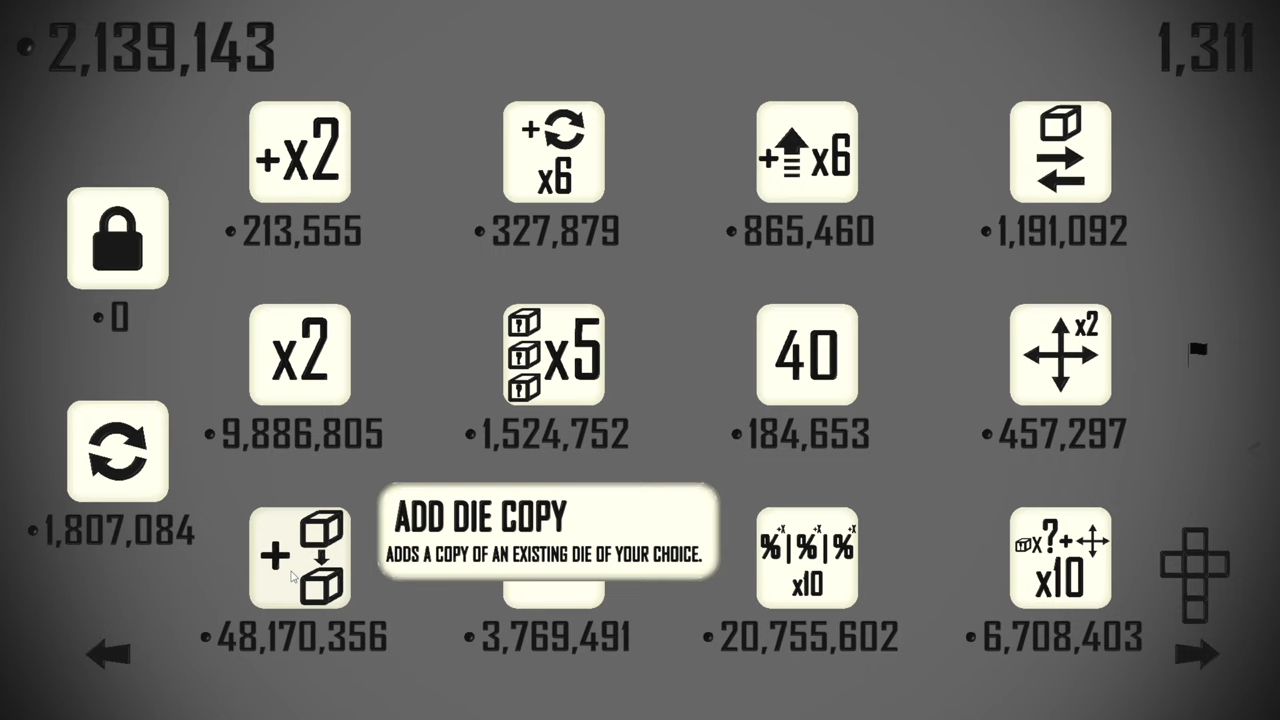 2,139,143
1,311
+x2
+
x6
+
x6
213,555
327,879
865,460
1,191,092
0
x2
x5
40
x2
9,886,805
1,524,752
184,653
457,297
1,807,084
ADD DIE COPY
ADDS A COPY OF AN EXISTING DIE OF YOUR CHOICE.
+
%|%|%
x10
x?+
x10
48,170,356
3,769,491
20,755,602
6,708,403